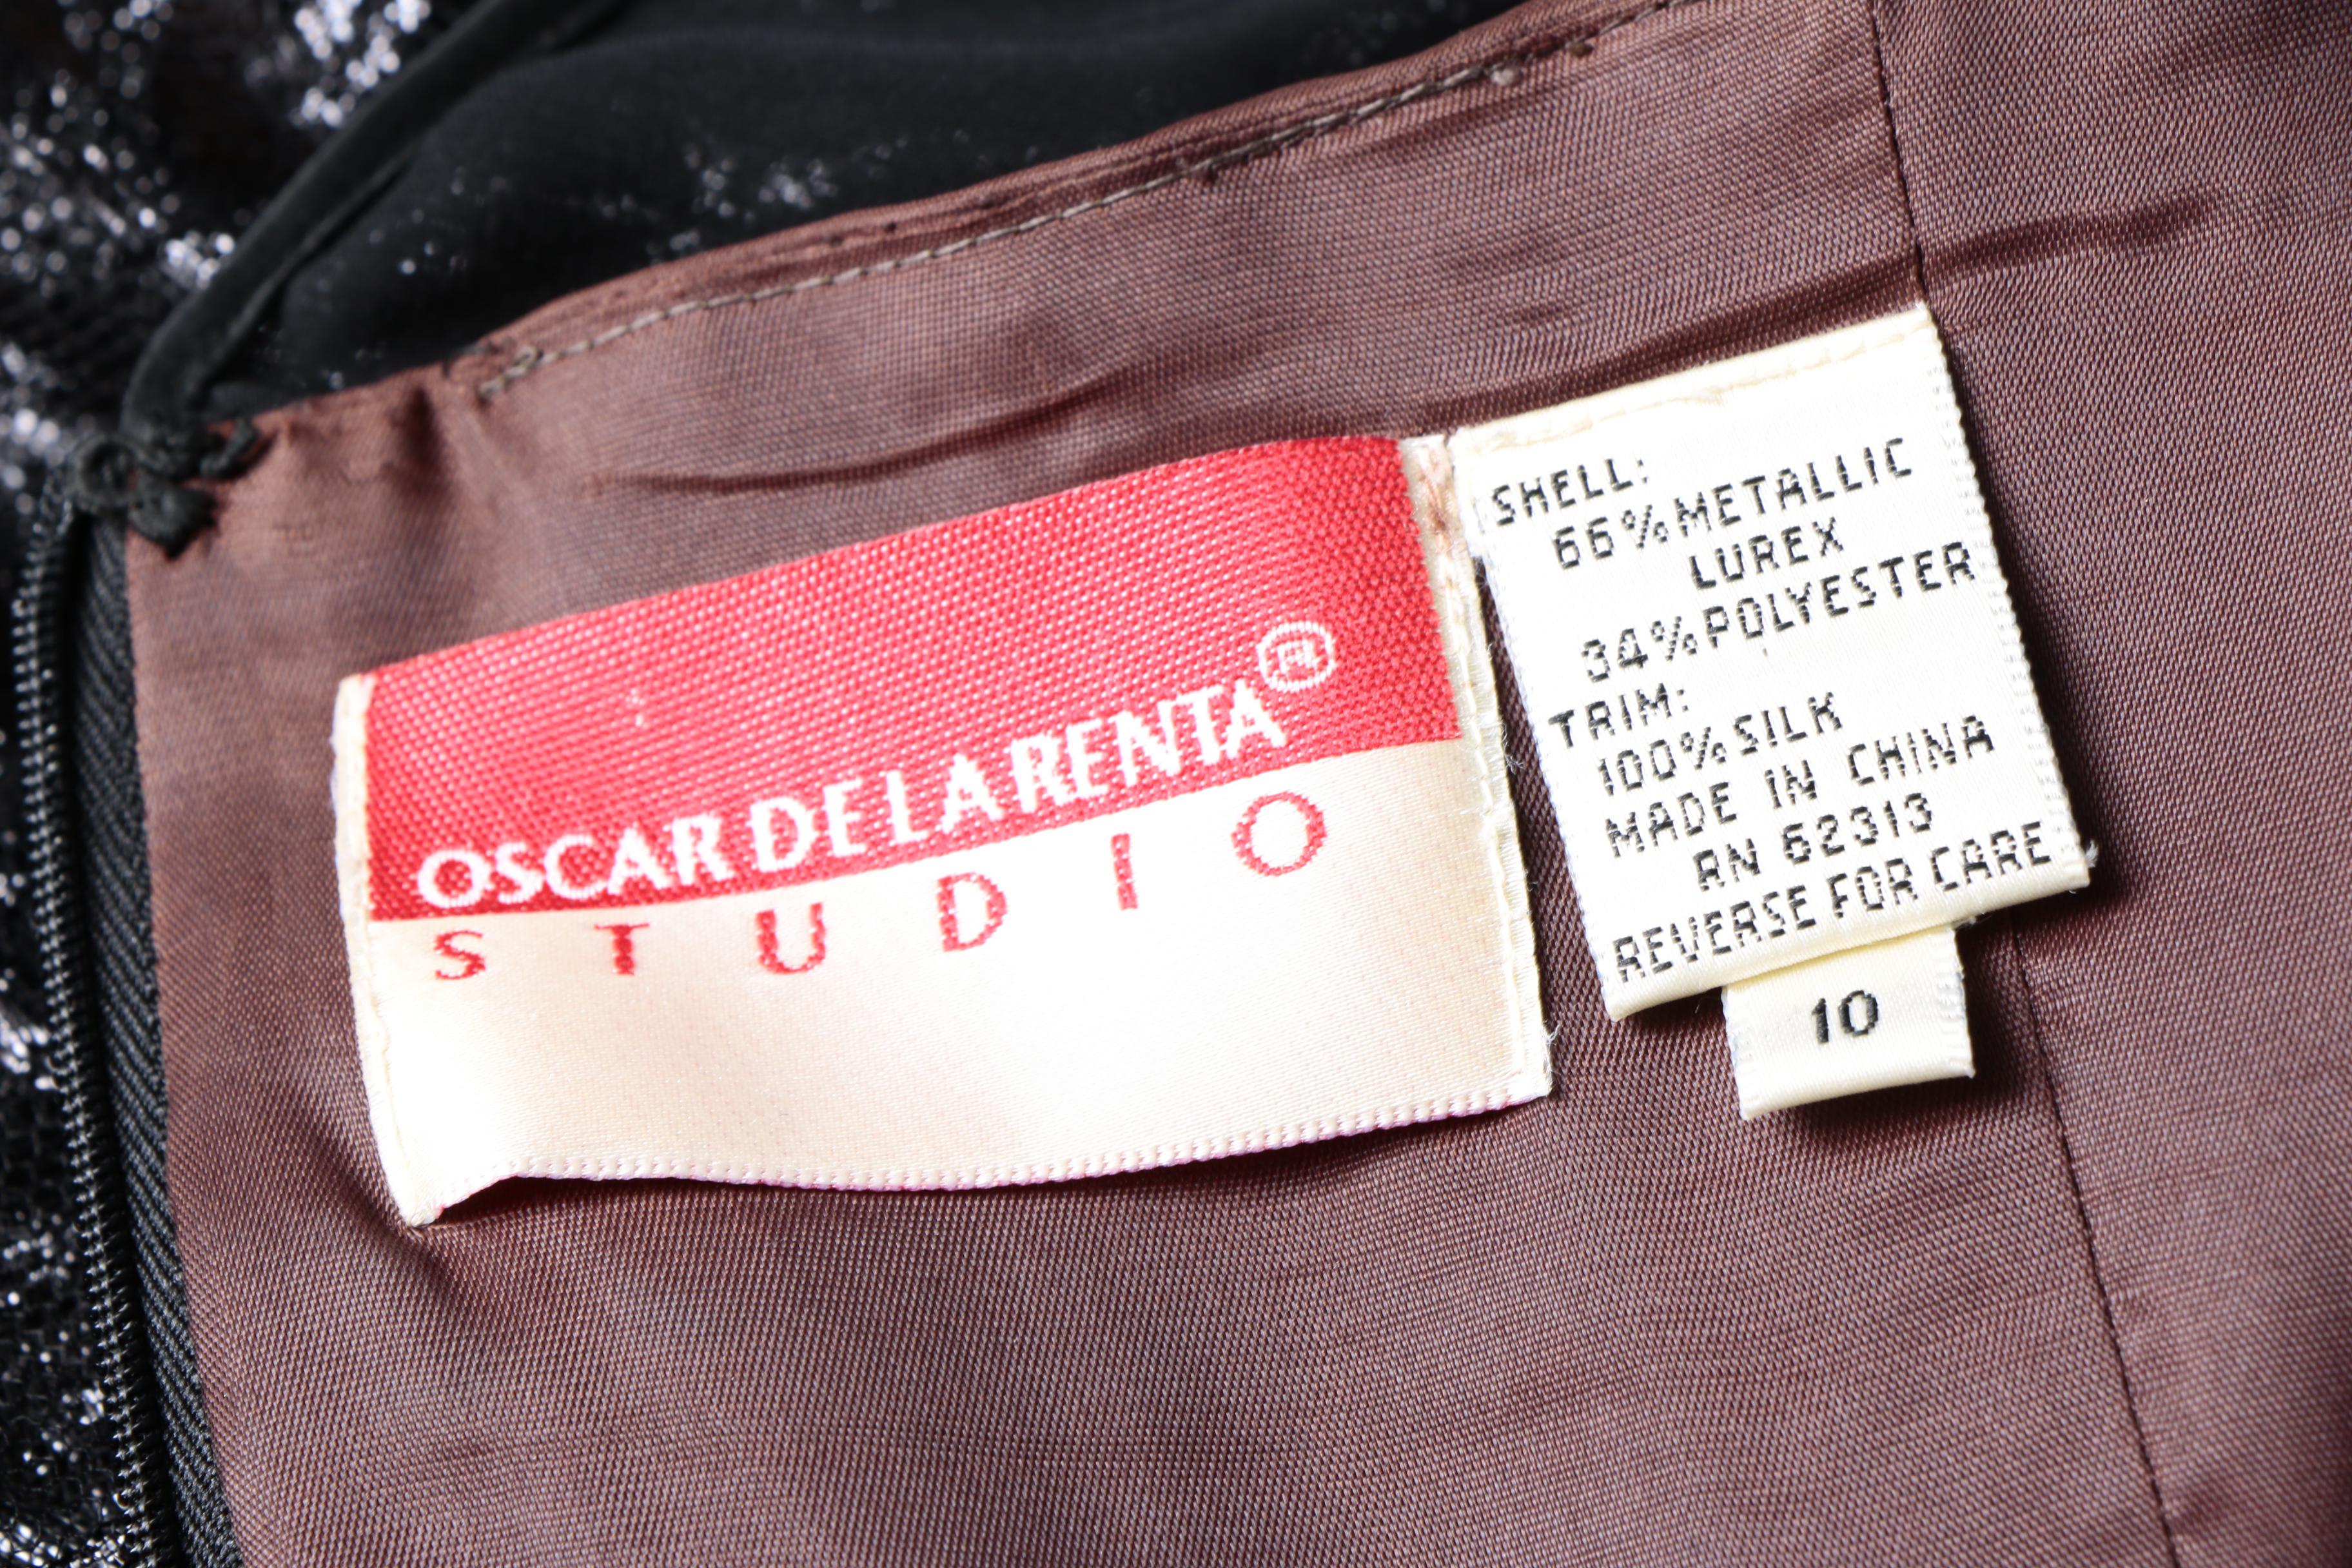 OSCAR DE LA RENTA®
STUDIO
SHELL:
66% METALLIC
LUREX
34% POLYESTER
TRIM:
100% SILK
MADE IN CHINA
RN 62313
REVERSE FOR CARE
10